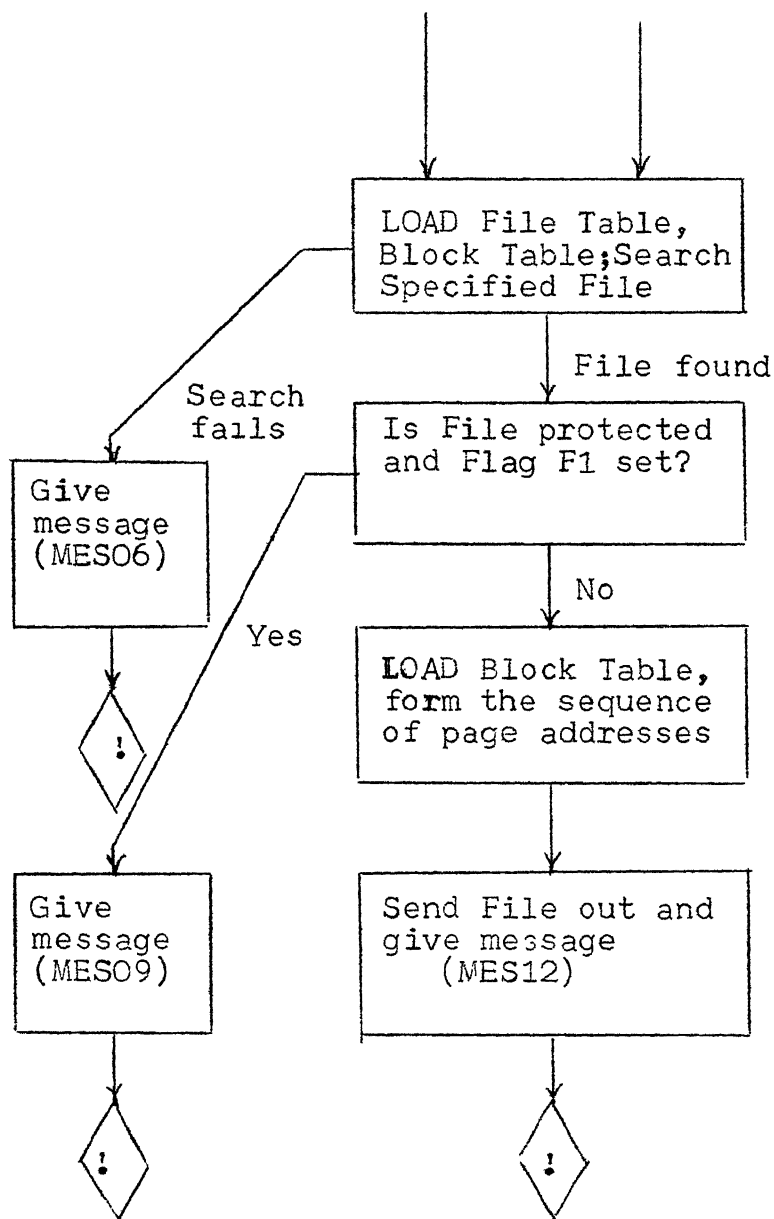 LOAD File Table,
Block Table;Search
Specified File
File found
Search
fails
Is File protected
and Flag F1 set?
Give
message
(MES06)
No
Yes
LOAD Block Table,
form the sequence
of page addresses
!
Give
message
(MES09)
Send File out and
give message
(MES12)
!
!